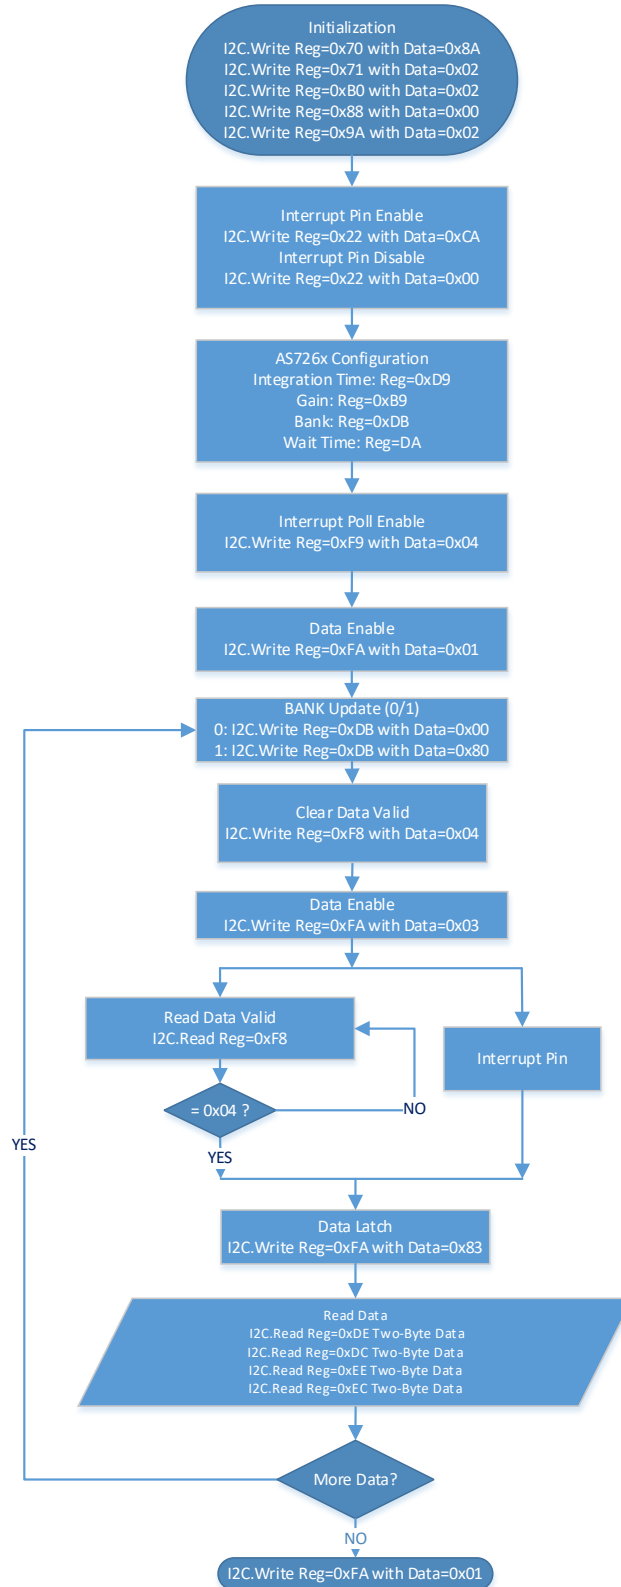 Initialization
I2C.Write Reg=0x70 with Data=0x8A
I2C.Write Reg=0x71 with Data=0x02
I2C.Write Reg=0xB0 with Data=0x02
I2C.Write Reg=0x88 with Data=0x00
I2C.Write Reg=0x9A with Data=0x02
Interrupt Pin Enable
I2C.Write Reg=0x22 with Data=0xCA
Interrupt Pin Disable
I2C.Write Reg=0x22 with Data=0x00
AS726x Configuration
Integration Time: Reg=0xD9
Gain: Reg=0xB9
Bank: Reg=0xDB
Wait Time: Reg=DA
Interrupt Poll Enable
I2C.Write Reg=0xF9 with Data=0x04
Data Enable
I2C.Write Reg=0xFA with Data=0x01
BANK Update (0/1)
0: I2C.Write Reg=0xDB with Data=0x00
1: I2C.Write Reg=0xDB with Data=0x80
Clear Data Valid
I2C.Write Reg=0xF8 with Data=0x04
Data Enable
I2C.Write Reg=0xFA with Data=0x03
Read Data Valid
I2C.Read Reg=0xF8
Interrupt Pin
= 0x04 ?
NO
YES
YES
Data Latch
I2C.Write Reg=0xFA with Data=0x83
Read Data
I2C.Read Reg=0xDE Two-Byte Data
I2C.Read Reg=0xDC Two-Byte Data
I2C.Read Reg=0xEE Two-Byte Data
I2C.Read Reg=0xEC Two-Byte Data
More Data?
NO
I2C.Write Reg=0xFA with Data=0x01